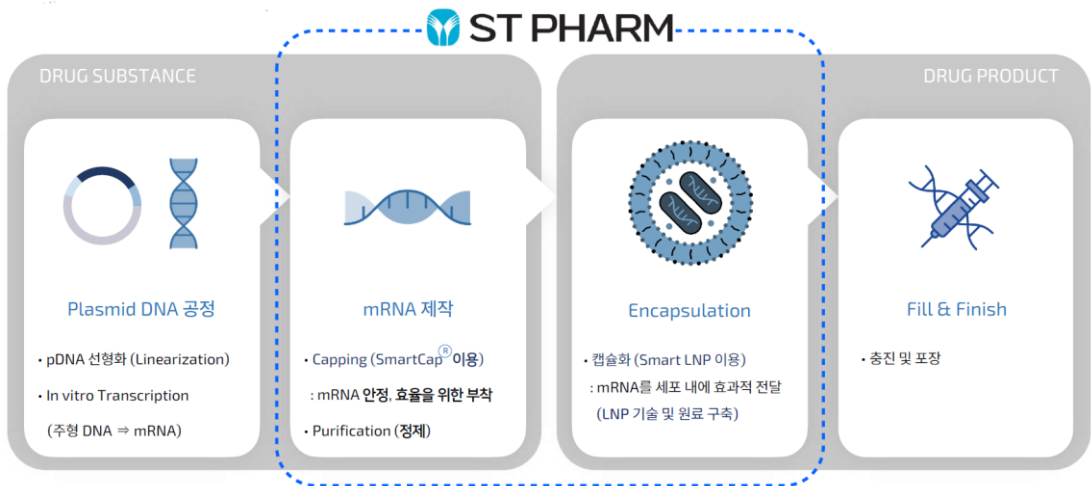 ST PHARM
DRUG SUBSTANCE
DRUG PRODUCT
Plasmid DNA 공정
• pDNA 선형화 (Linearization)
• In vitro Transcription
(주형 DNA ⇒ mRNA)
mRNA 제작
• Capping (SmartCap® 이용)
: mRNA 안정, 효율을 위한 부착
• Purification (정제)
Encapsulation
• 캡슐화 (Smart LNP 이용)
: mRNA를 세포 내에 효과적 전달
(LNP 기술 및 원료 구축)
Fill & Finish
• 충진 및 포장